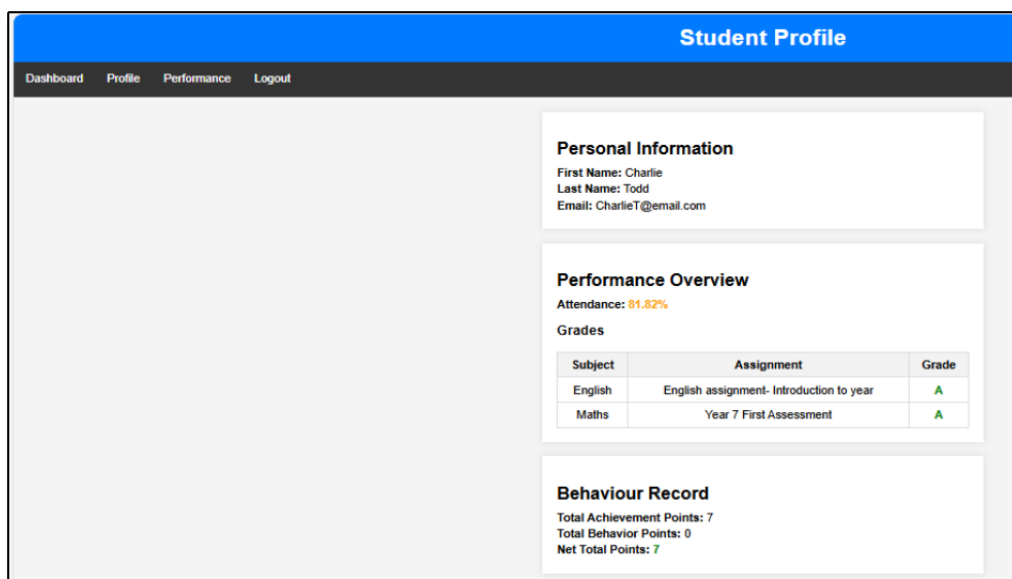 Student Profile
Dashboard Profile Performance Logout
Personal Information
First Name: Charlie
Last Name: Todd
Email: CharlieT@email.com
Performance Overview
Attendance: 81.82%
Grades
Subject Assignment Grade
English English assignment- Introduction to year A
Maths Year 7 First Assessment A
Behaviour Record
Total Achievement Points: 7
Total Behavior Points: 0
Net Total Points: 7